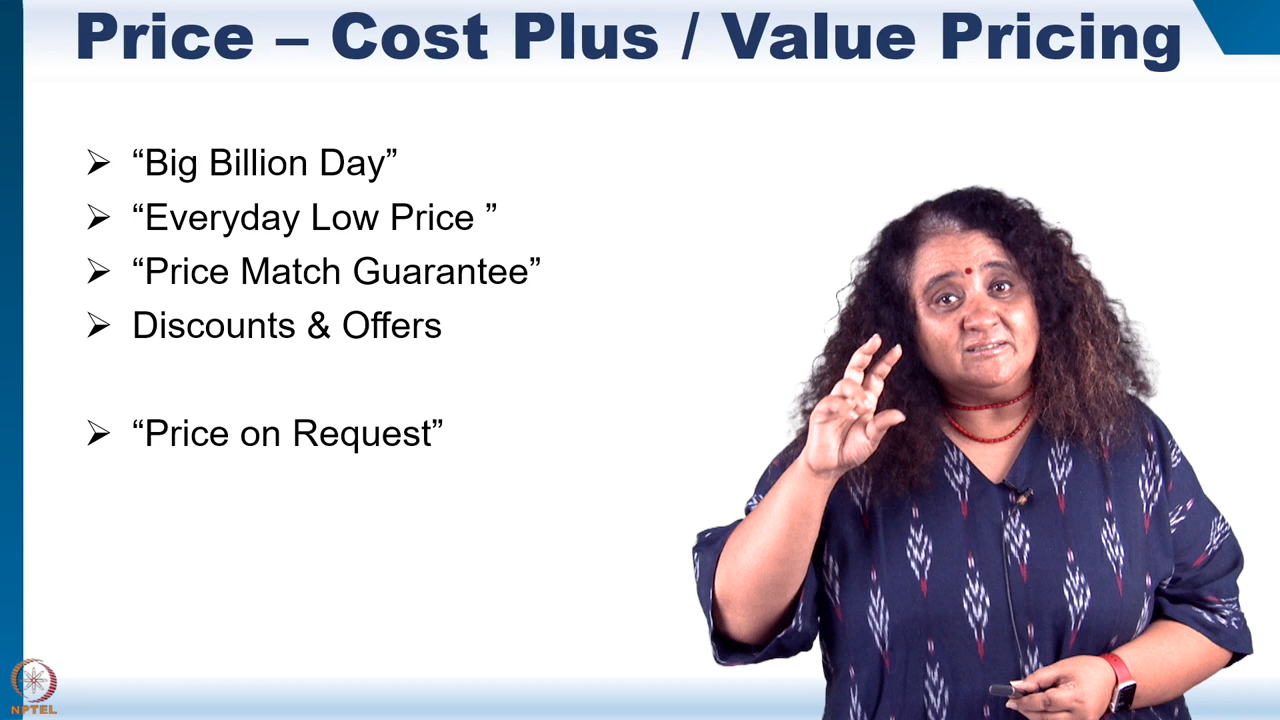 Price – Cost Plus / Value Pricing
➢ “Big Billion Day”
➢ “Everyday Low Price ”
➢ “Price Match Guarantee”
➢ Discounts & Offers
➢ “Price on Request”
NPTEL